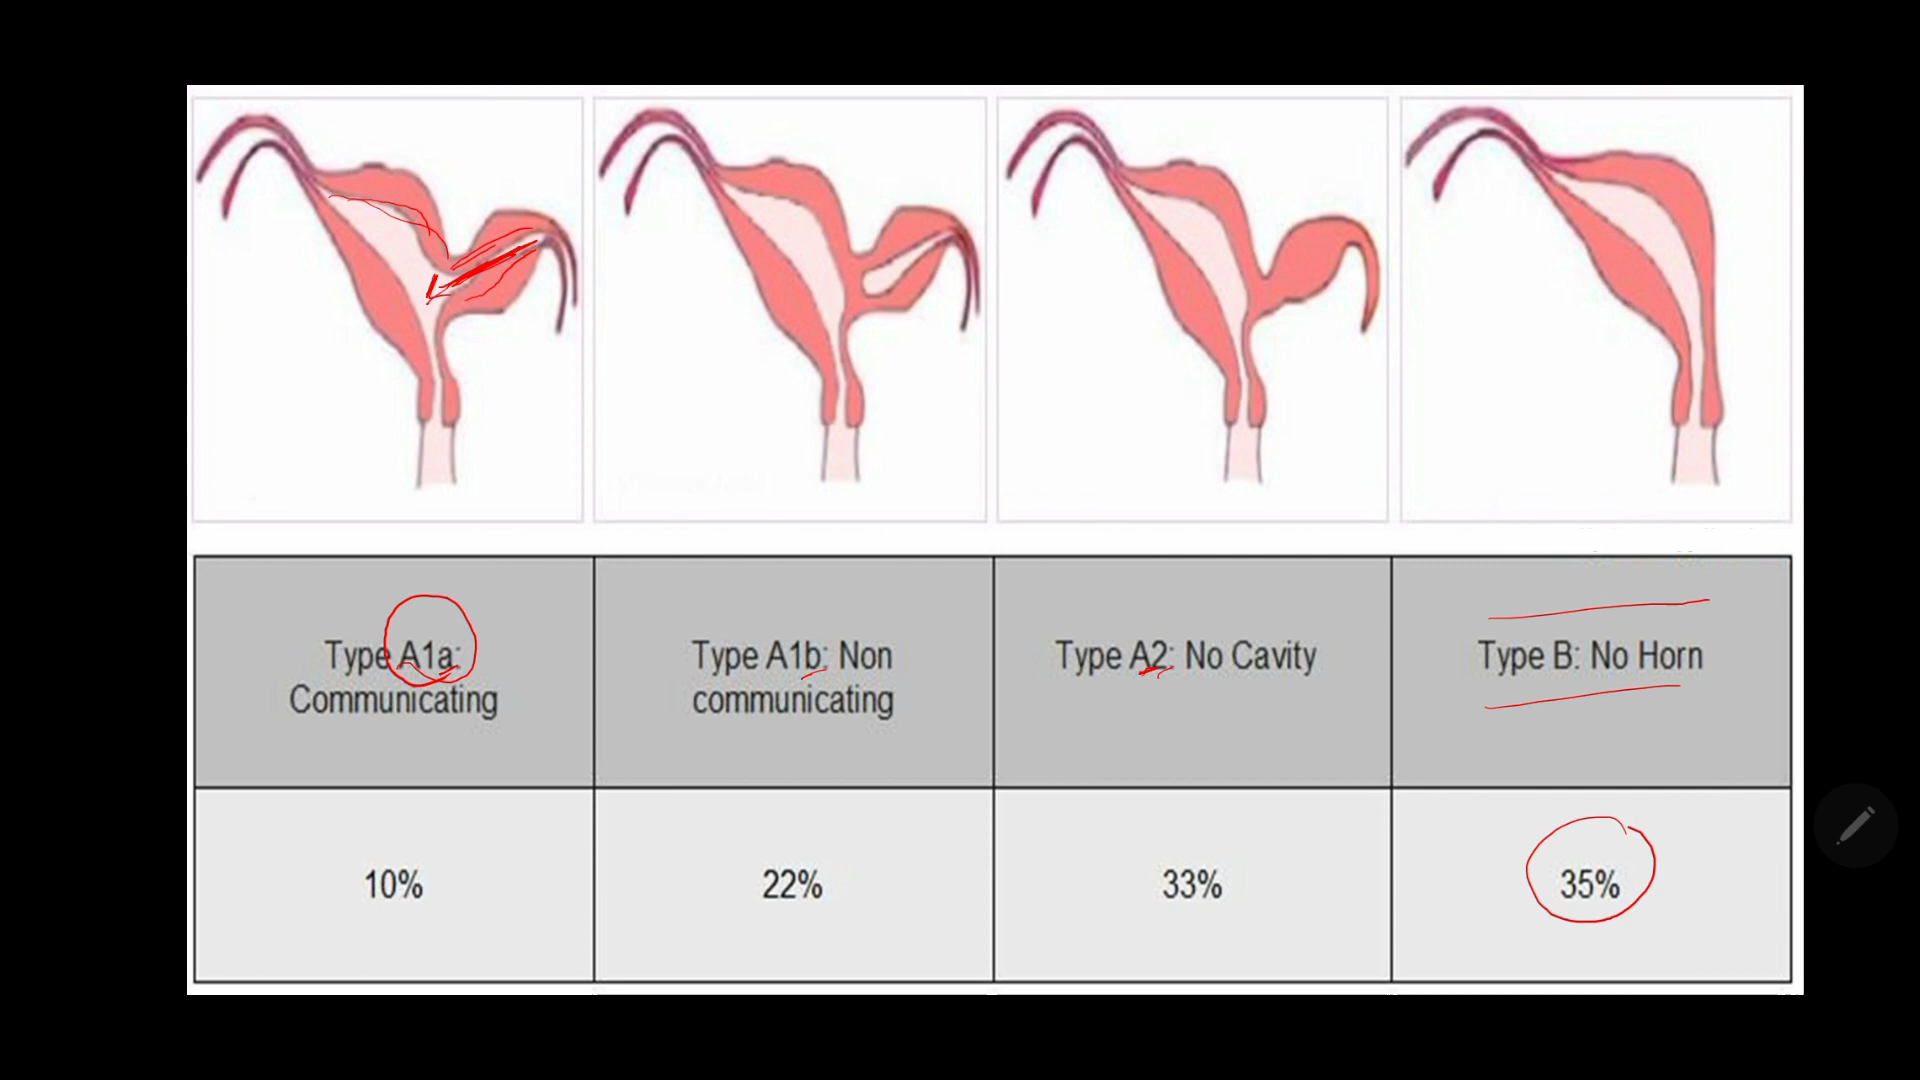 Type A1a:
Communicating
Type A1b: Non
communicating
Type A2: No Cavity
Type B: No Horn
10%
22%
33%
35%